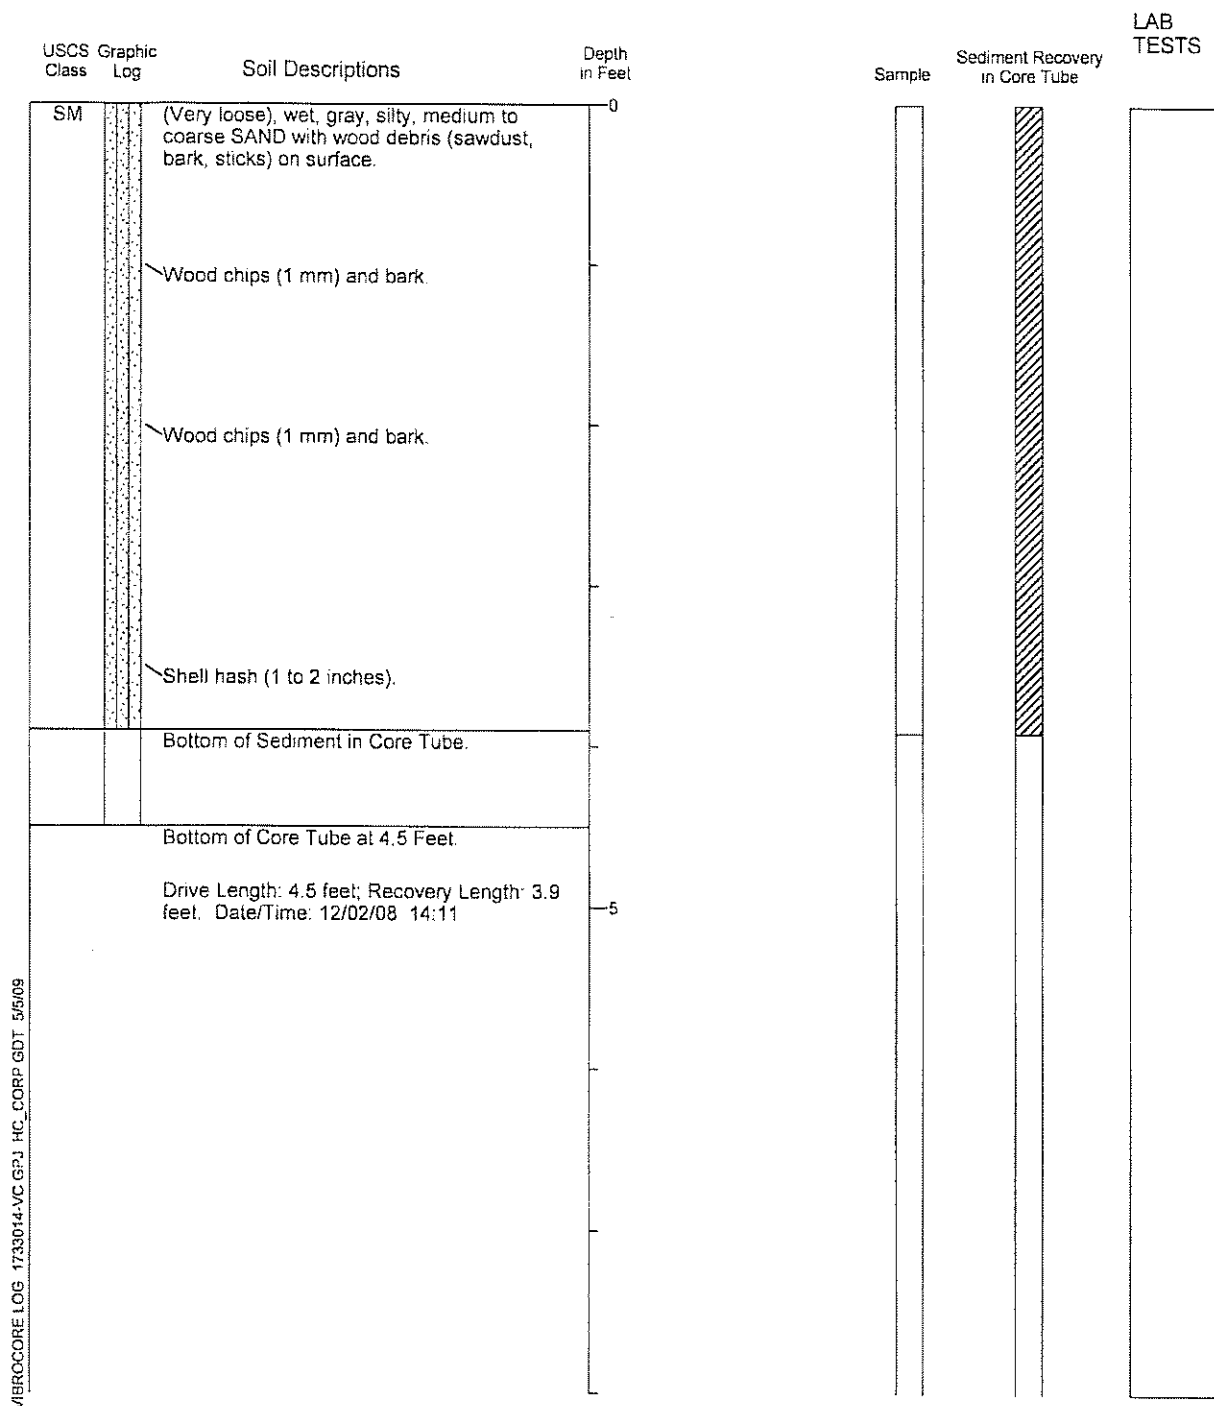 LAB
TESTS
USCS Graphic
Class Log
Soil Descriptions
Depth
in Feet
Sample
Sediment Recovery
in Core Tube
SM
(Very loose), wet, gray, silty, medium to
coarse SAND with wood debris (sawdust,
bark, sticks) on surface.
0
Wood chips (1 mm) and bark.
Wood chips (1 mm) and bark.
Shell hash (1 to 2 inches).
Bottom of Sediment in Core Tube.
Bottom of Core Tube at 4.5 Feet.
Drive Length: 4.5 feet; Recovery Length: 3.9
feet. Date/Time: 12/02/08 14:11
5
VIBROCORE LOG 1733014-VC GPJ HC_CORP GDT 5/5/09